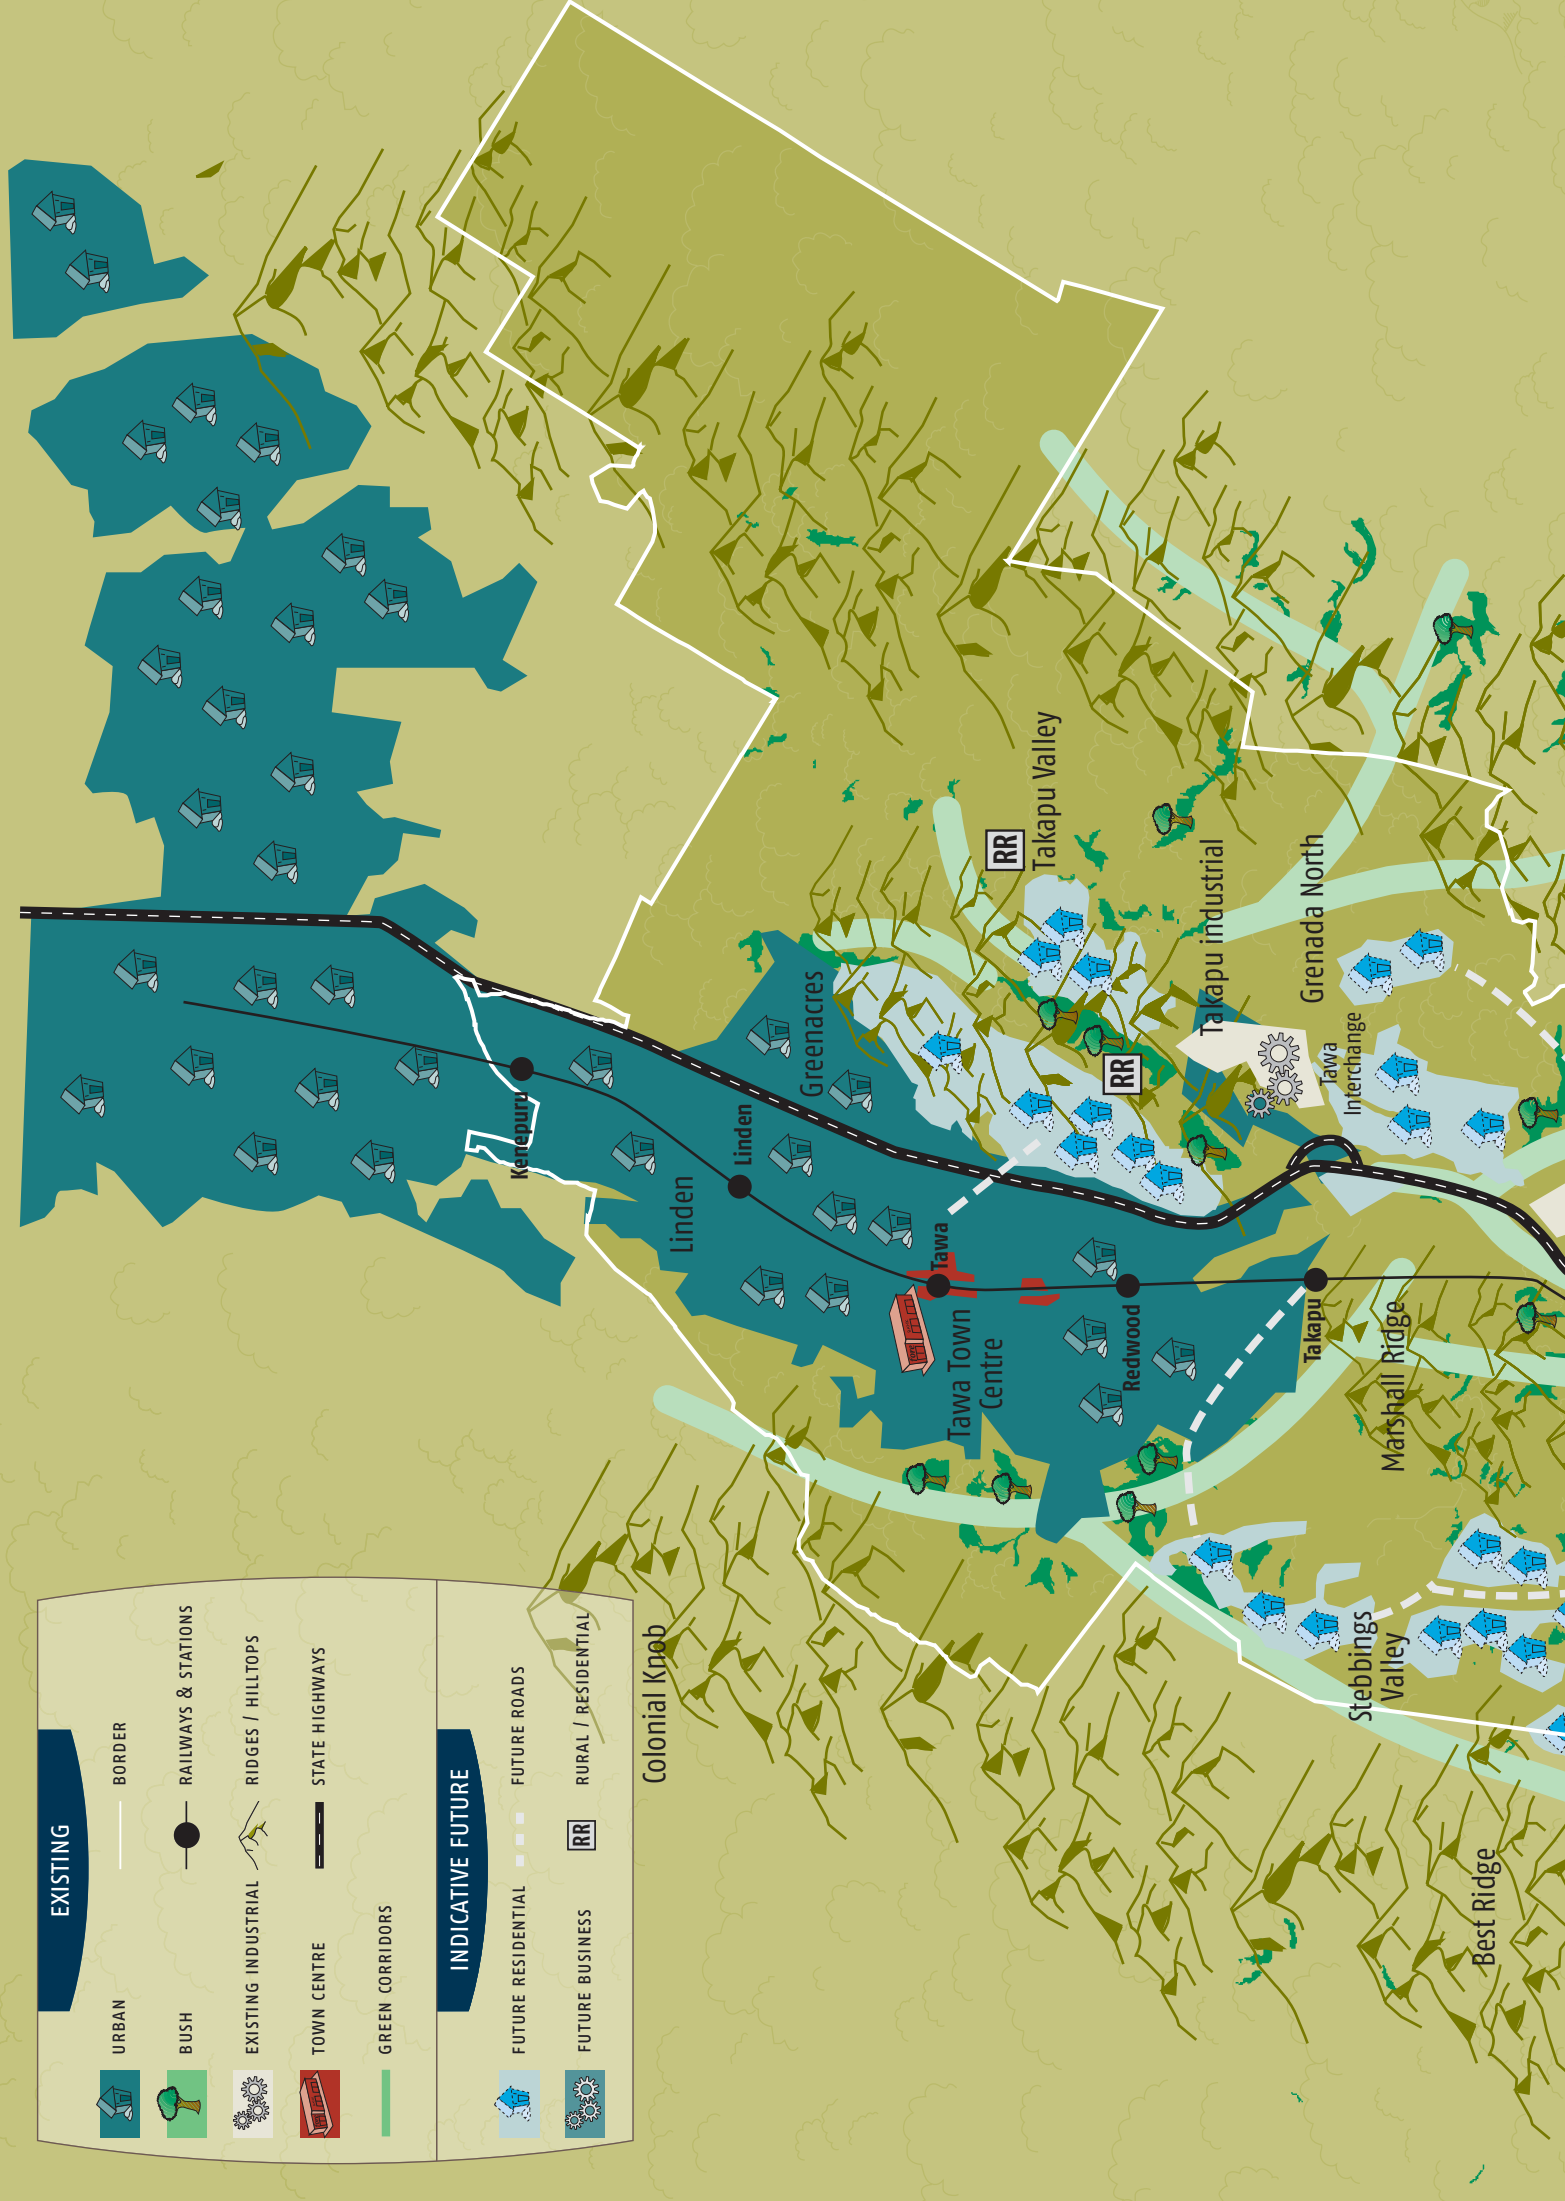 EXISTING
URBAN
BORDER
BUSH
RAILWAYS & STATIONS
EXISTING INDUSTRIAL
RIDGES / HILLTOPS
TOWN CENTRE
STATE HIGHWAYS
GREEN CORRIDORS
INDICATIVE FUTURE
FUTURE RESIDENTIAL
FUTURE ROADS
FUTURE BUSINESS
RR
RURAL / RESIDENTIAL
Colonial Knob
Kenepuru
Linden
Linden
Greenacres
Tawa
Tawa Town
Centre
RR
Takapu Valley
RR
Redwood
Takapu industrial
Grenada North
Takapu
Tawa
Interchange
Marshall Ridge
Stebbings
Valley
Best Ridge